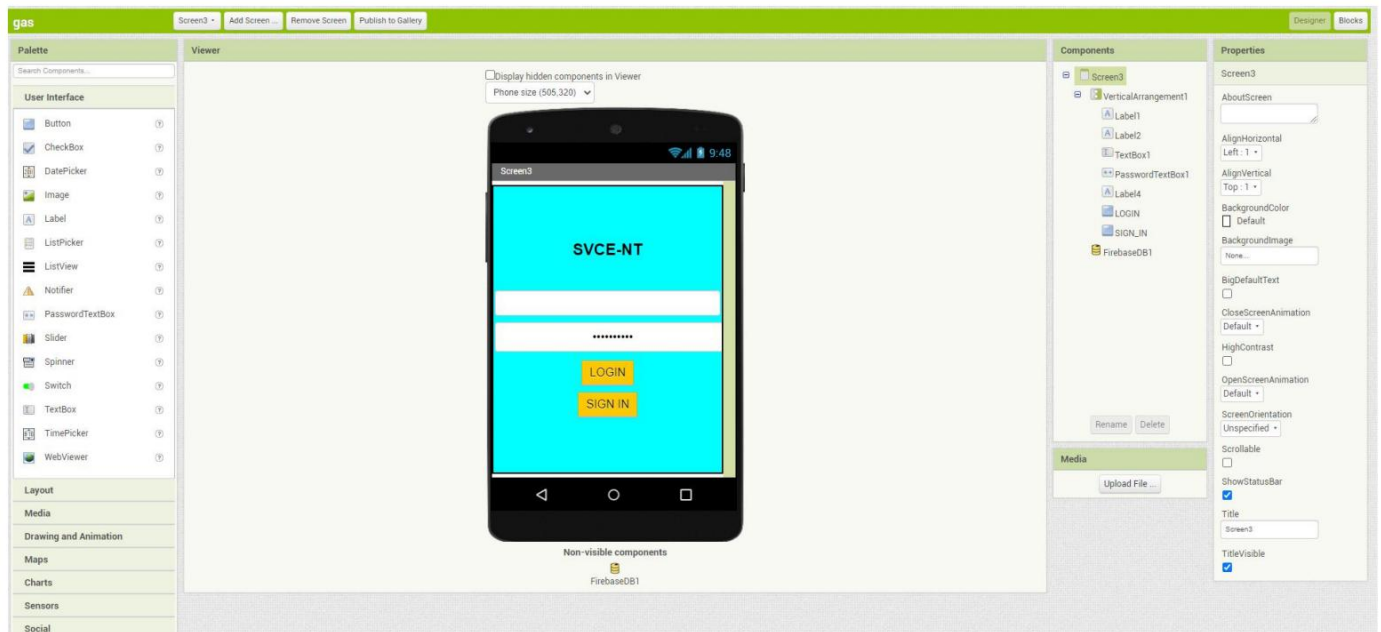 gas
Screen3
Add Screen ...
Remove Screen
Publish to Gallery
Designer
Blocks
Palette
Search Components...
User Interface
Button
CheckBox
DatePicker
Image
Label
ListPicker
ListView
Notifier
PasswordTextBox
Slider
Spinner
Switch
TextBox
TimePicker
WebViewer
Layout
Media
Drawing and Animation
Maps
Charts
Sensors
Social
Viewer
Display hidden components in Viewer
Phone size (505,320)
9:48
Screen3
SVCE-NT
••••••••••
LOGIN
SIGN IN
Non-visible components
FirebaseDB1
Components
Screen3
VerticalArrangement1
Label1
Label2
TextBox1
PasswordTextBox1
Label4
LOGIN
SIGN_IN
FirebaseDB1
Rename
Delete
Media
Upload File ...
Properties
Screen3
AboutScreen
AlignHorizontal
Left : 1
AlignVertical
Top : 1
BackgroundColor
Default
BackgroundImage
None...
BigDefaultText
CloseScreenAnimation
Default
HighContrast
OpenScreenAnimation
Default
ScreenOrientation
Unspecified
Scrollable
ShowStatusBar
Title
Screen3
TitleVisible